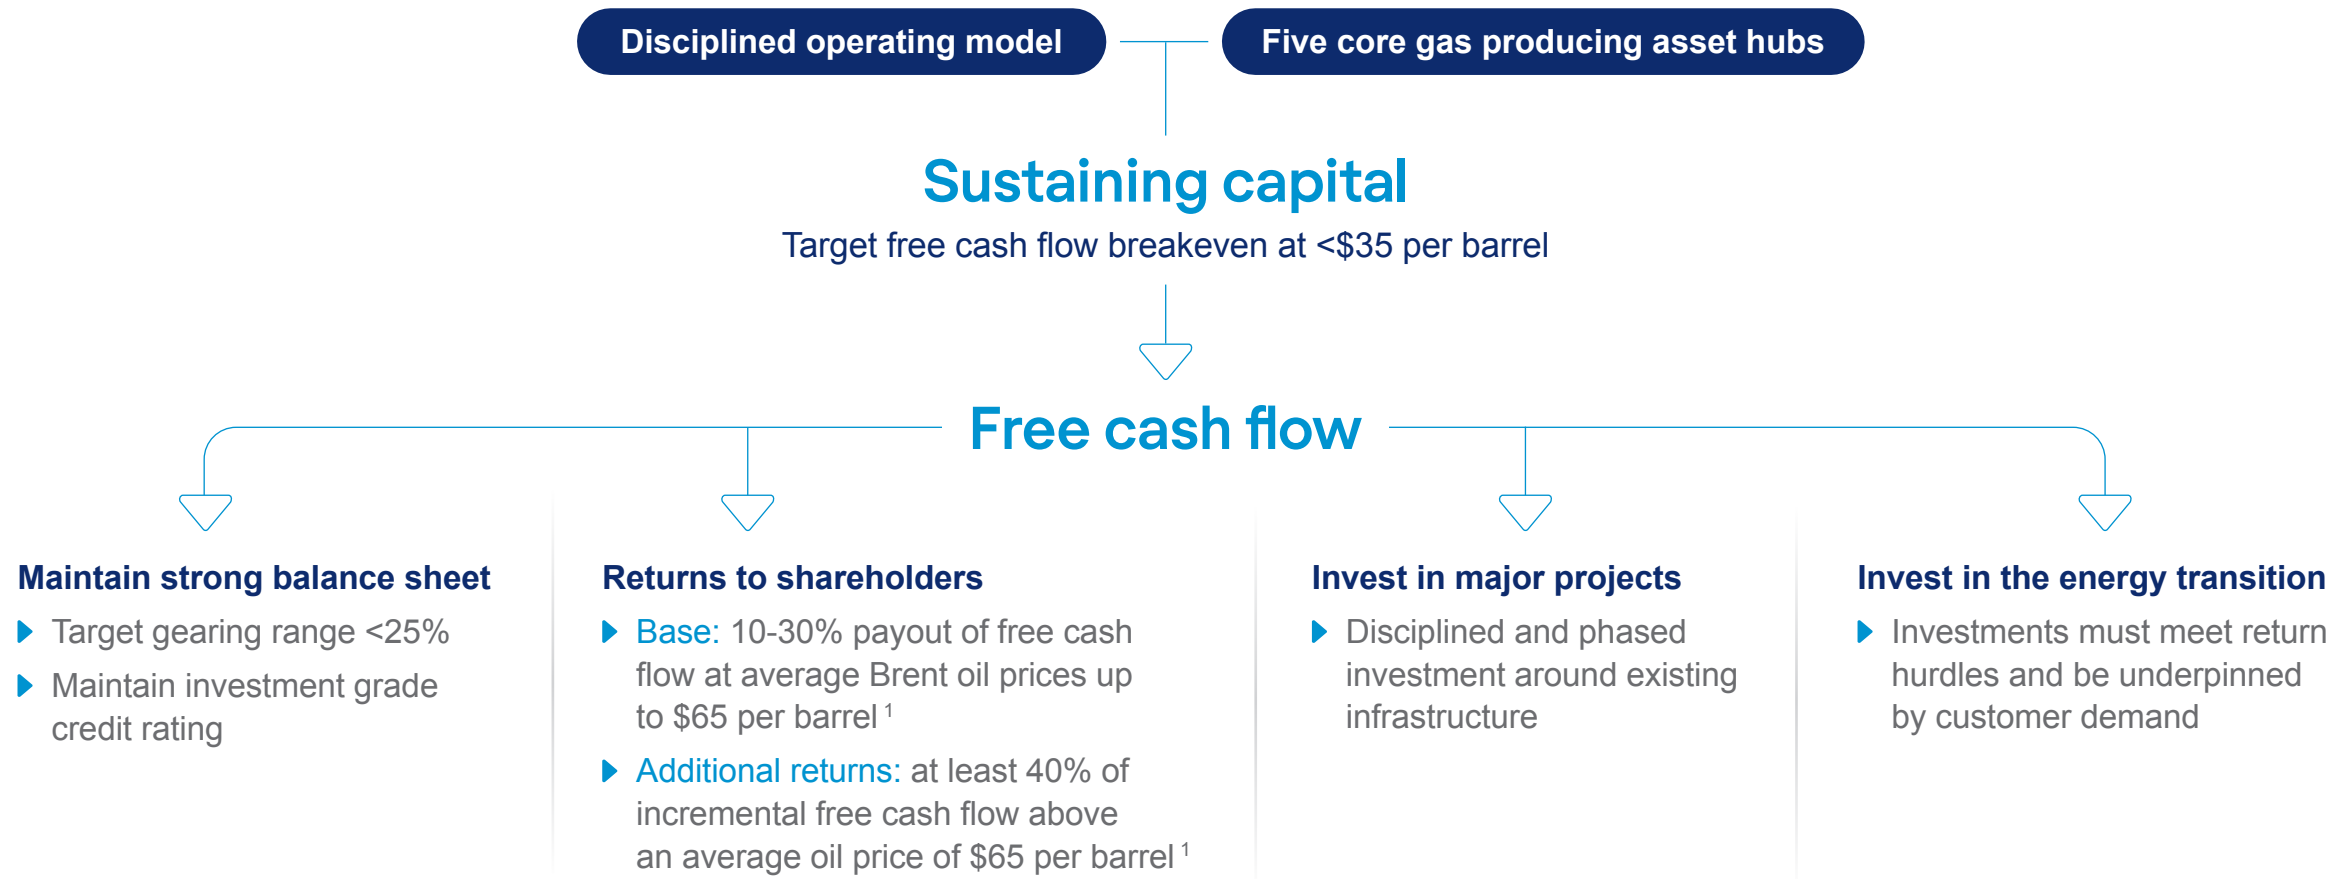 Disciplined operating model
Five core gas producing asset hubs
Sustaining capital
Target free cash flow breakeven at <$35 per barrel
Free cash flow
Maintain strong balance sheet
Target gearing range <25%
Maintain investment grade
credit rating
Returns to shareholders
Base: 10-30% payout of free cash
flow at average Brent oil prices up
to $65 per barrel 1
Additional returns: at least 40% of
incremental free cash flow above
an average oil price of $65 per barrel 1
Invest in major projects
Disciplined and phased
investment around existing
infrastructure
Invest in the energy transition
Investments must meet return
hurdles and be underpinned
by customer demand